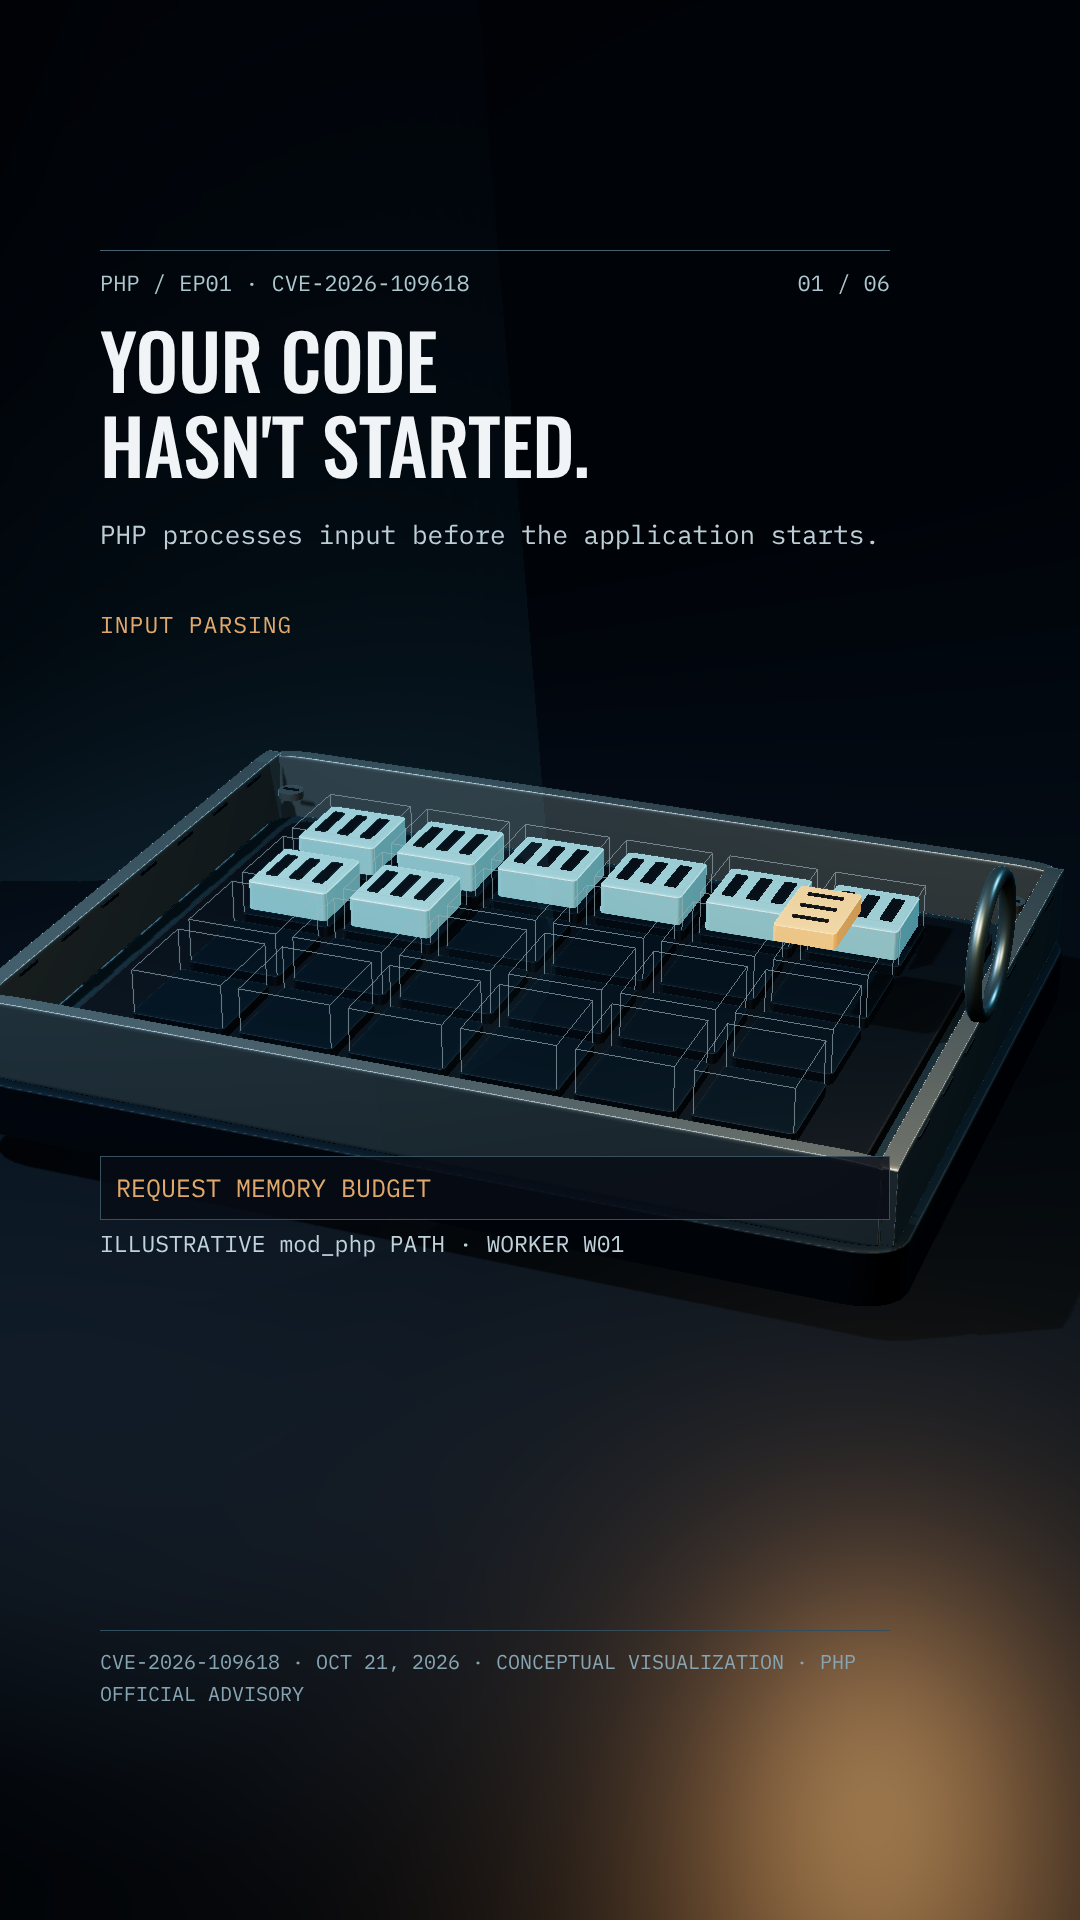 PHP / EP01 · CVE-2026-109618
01 / 06
YOUR CODE
HASN'T STARTED.
PHP processes input before the application starts.
INPUT PARSING
REQUEST MEMORY BUDGET
ILLUSTRATIVE mod_php PATH · WORKER W01
CVE-2026-109618 · OCT 21, 2026 · CONCEPTUAL VISUALIZATION · PHP
OFFICIAL ADVISORY